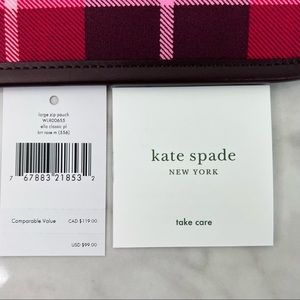 large zip pouch
WLR00655
ella classic pl
krt rose m (556)
7 67883 21853 2
Comparable Value CAD $119.00
USD $99.00
kate spade
NEW YORK
take care